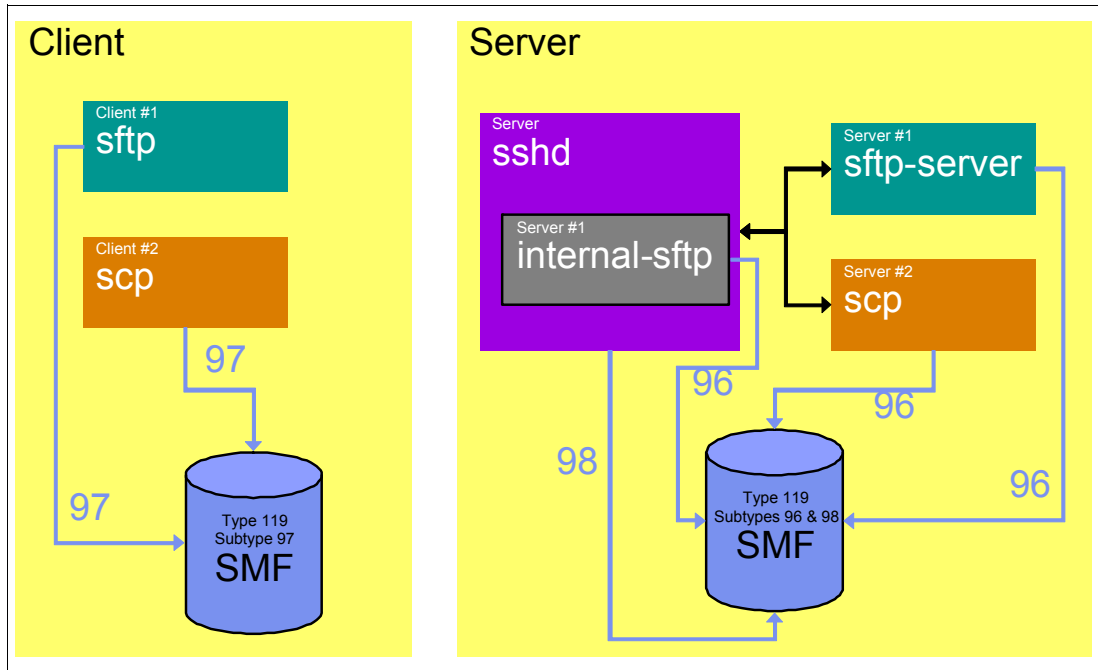 Client
Client #1
sftp
Client #2
scp
97
97
Type 119
Subtype 97
SMF
Server
Server
sshd
Server #1
internal-sftp
Server #1
sftp-server
Server #2
scp
96
96
98
96
Type 119
Subtypes 96 & 98
SMF